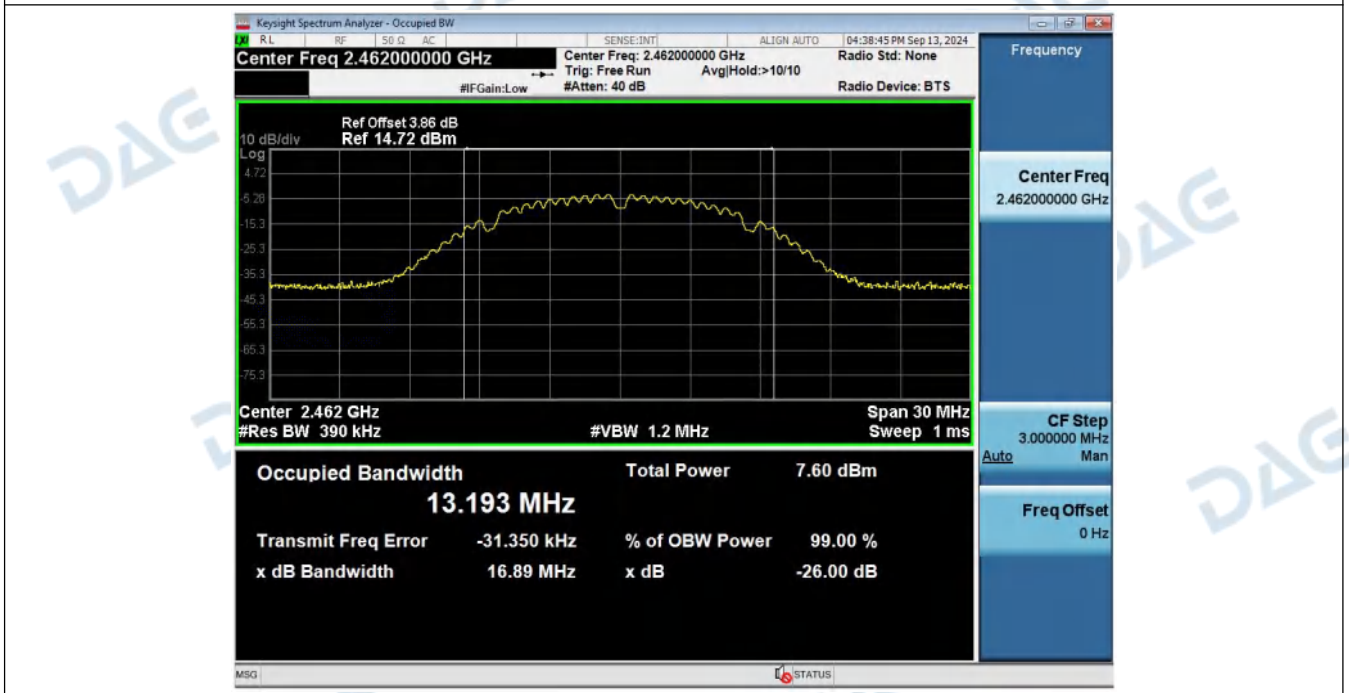 Keysight Spectrum Analyzer - Occupied BW
LXI RL RF 50 Ω AC SENSE:INT ALIGN AUTO 04:38:45 PM Sep 13, 2024
Center Freq 2.462000000 GHz Center Freq: 2.462000000 GHz Radio Std: None
Trig: Free Run Avg|Hold:>10/10
#IFGain:Low #Atten: 40 dB Radio Device: BTS
Frequency
Ref Offset 3.86 dB
10 dB/div Ref 14.72 dBm
Log
4.72
-5.28
-15.3
-25.3
-35.3
-45.3
-55.3
-65.3
-75.3
Center 2.462 GHz Span 30 MHz
#Res BW 390 kHz #VBW 1.2 MHz Sweep 1 ms
Center Freq
2.462000000 GHz
CF Step
3.000000 MHz
Auto Man
Freq Offset
0 Hz
Occupied Bandwidth Total Power 7.60 dBm
13.193 MHz
Transmit Freq Error -31.350 kHz % of OBW Power 99.00 %
x dB Bandwidth 16.89 MHz x dB -26.00 dB
MSG STATUS
DAG
DAG
DAG